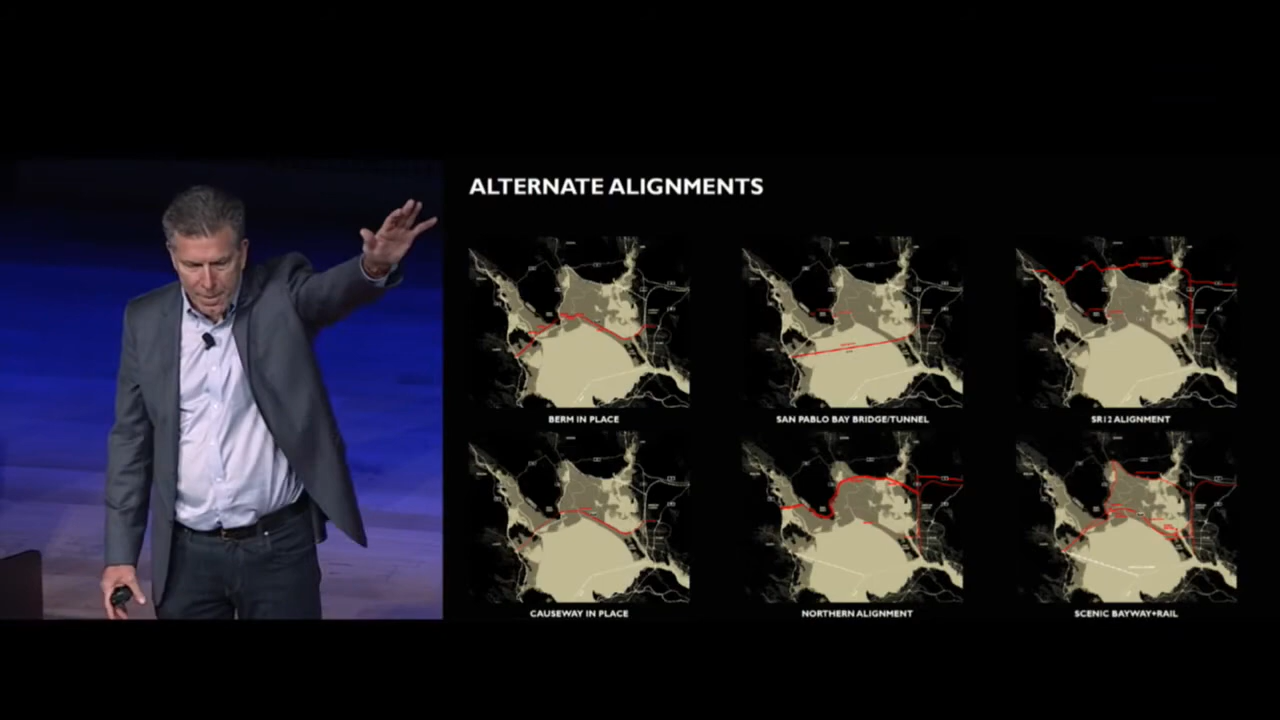 ALTERNATE ALIGNMENTS
BERM IN PLACE
SAN PABLO BAY BRIDGE/TUNNEL
SR12 ALIGNMENT
CAUSEWAY IN PLACE
NORTHERN ALIGNMENT
SCENIC BAYWAY+RAIL